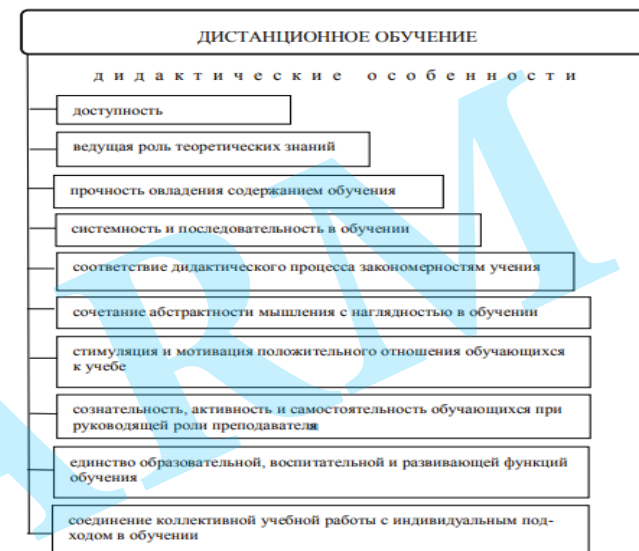 ДИСТАНЦИОННОЕ ОБУЧЕНИЕ
дидактические особенности
доступность
ведущая роль теоретических знаний
прочность овладения содержанием обучения
системность и последовательность в обучении
соответствие дидактического процесса закономерностям учения
сочетание абстрактности мышления с наглядностью в обучении
стимуляция и мотивация положительного отношения обучающихся
к учебе
сознательность, активность и самостоятельность обучающихся при
руководящей роли преподавателя
единство образовательной, воспитательной и развивающей функций
обучения
соединение коллективной учебной работы с индивидуальным под-
ходом в обучении
ARM